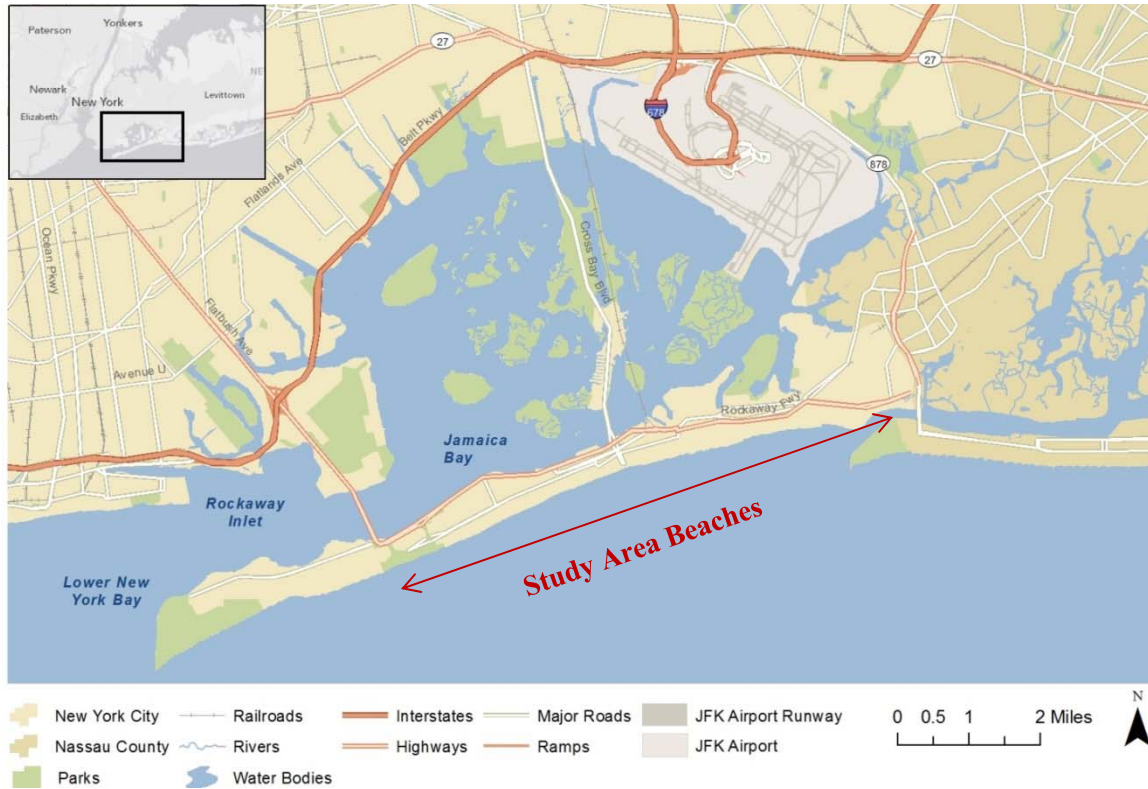 Paterson
Yonkers
Newark
New York
Elizabeth
Levittown
NE
27
27
678
878
Belt Pkwy
Flatlands Ave
Ocean Pkwy
Flatbush Ave
Avenue U
Cross Bay Blvd
Rockaway Fwy
Jamaica
Bay
Rockaway
Inlet
Lower New
York Bay
Study Area Beaches
New York City
Railroads
Interstates
Major Roads
JFK Airport Runway
Nassau County
Rivers
Highways
Ramps
JFK Airport
Parks
Water Bodies
0 0.5 1 2 Miles
N